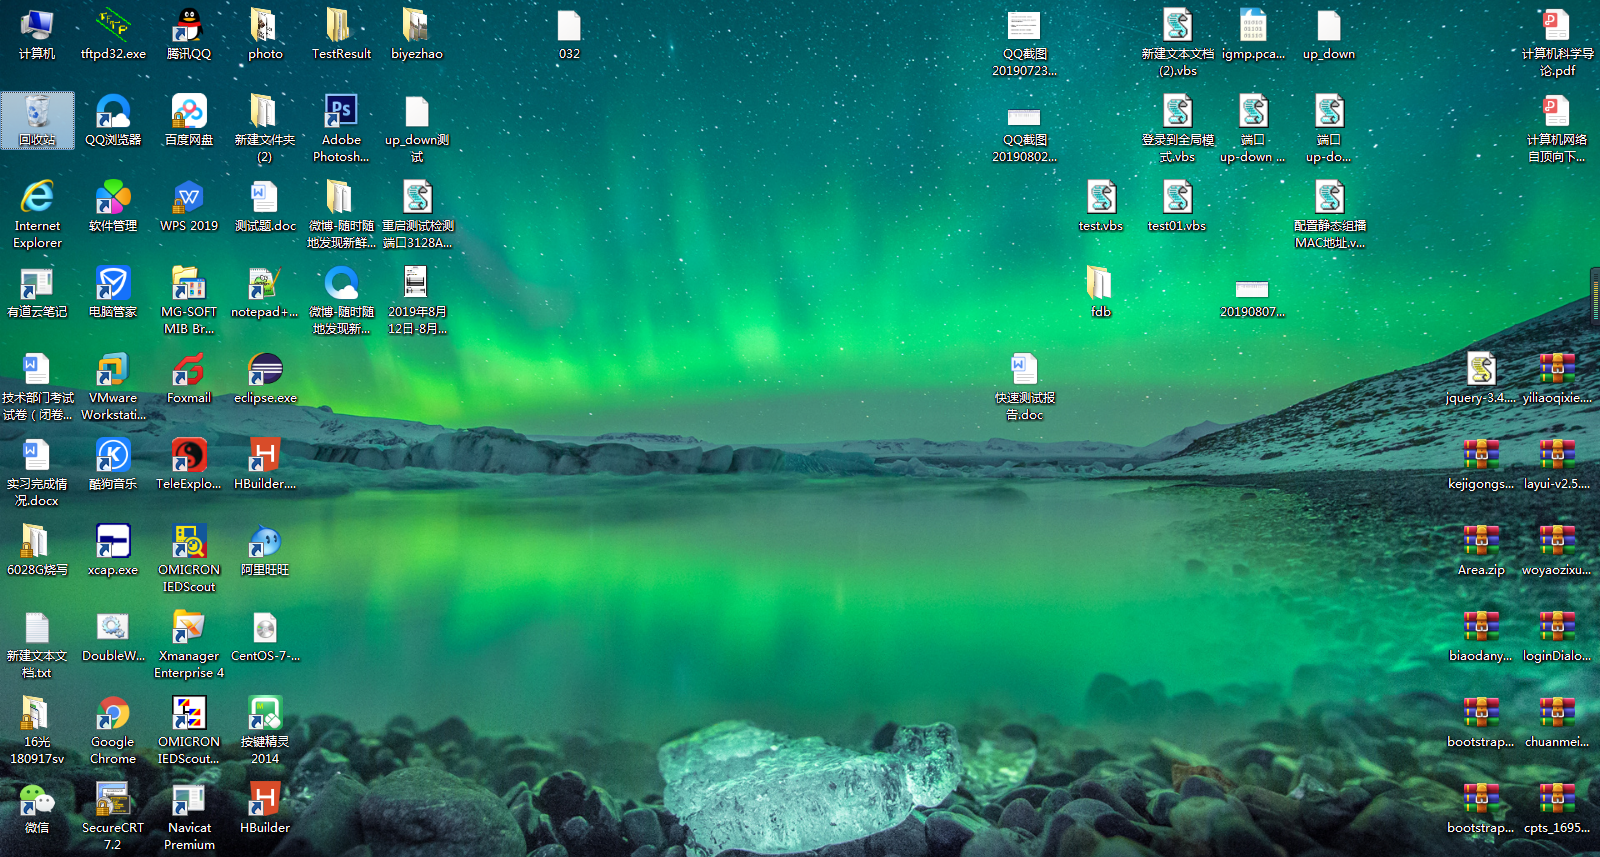 计算机
tftpd32.exe
腾讯QQ
photo
TestResult
biyezhao
032
QQ截图
20190723...
新建文本文档
(2).vbs
igmp.pca...
up_down
计算机科学导
论.pdf
回收站
QQ浏览器
百度网盘
新建文件夹
(2)
Adobe
Photosh...
up_down测
试
QQ截图
20190802...
登录到全局模
式.vbs
端口
up-down ...
端口
up-do...
计算机网络
自顶向下...
Internet
Explorer
软件管理
WPS 2019
测试题.doc
微博-随时随
地发现新鲜...
重启测试检测
端口3128A...
test.vbs
test01.vbs
配置静态组播
MAC地址.v...
有道云笔记
电脑管家
MG-SOFT
MIB Br...
notepad+...
微博-随时随
地发现新...
2019年8月
12日-8月...
fdb
20190807...
技术部门考试
试卷（闭卷...
VMware
Workstati...
Foxmail
eclipse.exe
快速测试报
告.doc
jquery-3.4....
yiliaoqixie....
实习完成情
况.docx
酷狗音乐
TeleExplo...
HBuilder....
kejigongs...
layui-v2.5....
6028G烧写
xcap.exe
OMICRON
IEDScout
阿里旺旺
Area.zip
woyaozixu...
新建文本文
档.txt
DoubleW...
Xmanager
Enterprise 4
CentOS-7-...
biaodany...
loginDialo...
16光
180917sv
Google
Chrome
OMICRON
IEDScout...
按键精灵
2014
bootstrap...
chuanmei...
微信
SecureCRT
7.2
Navicat
Premium
HBuilder
bootstrap...
cpts_1695...